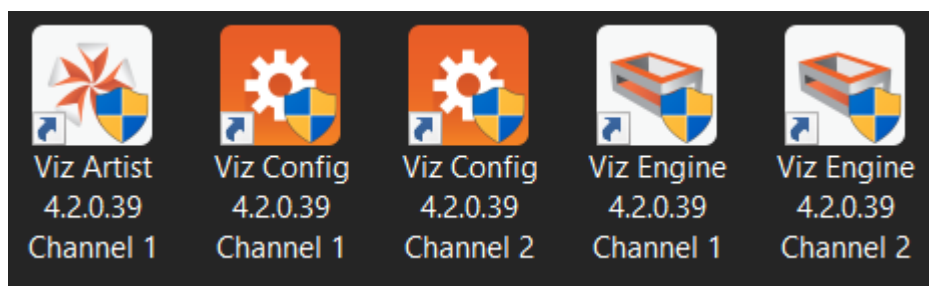 Viz Artist
4.2.0.39
Channel 1
Viz Config
4.2.0.39
Channel 1
Viz Config
4.2.0.39
Channel 2
Viz Engine
4.2.0.39
Channel 1
Viz Engine
4.2.0.39
Channel 2